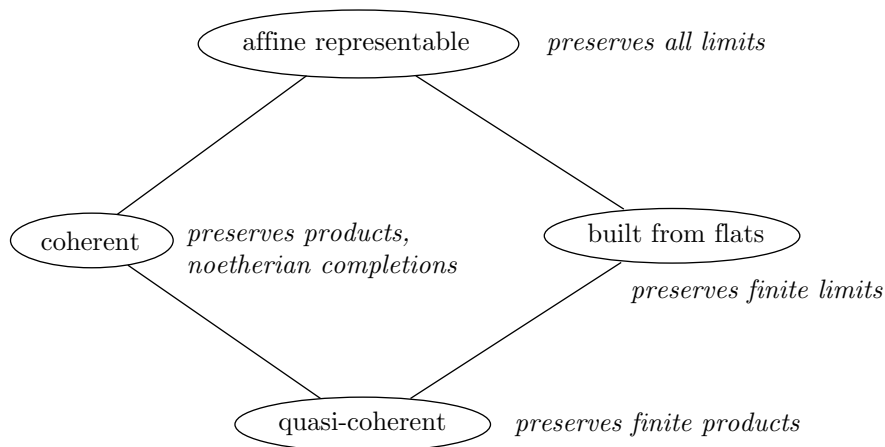 affine representable
preserves all limits
coherent
preserves products,
noetherian completions
built from flats
preserves finite limits
quasi-coherent
preserves finite products